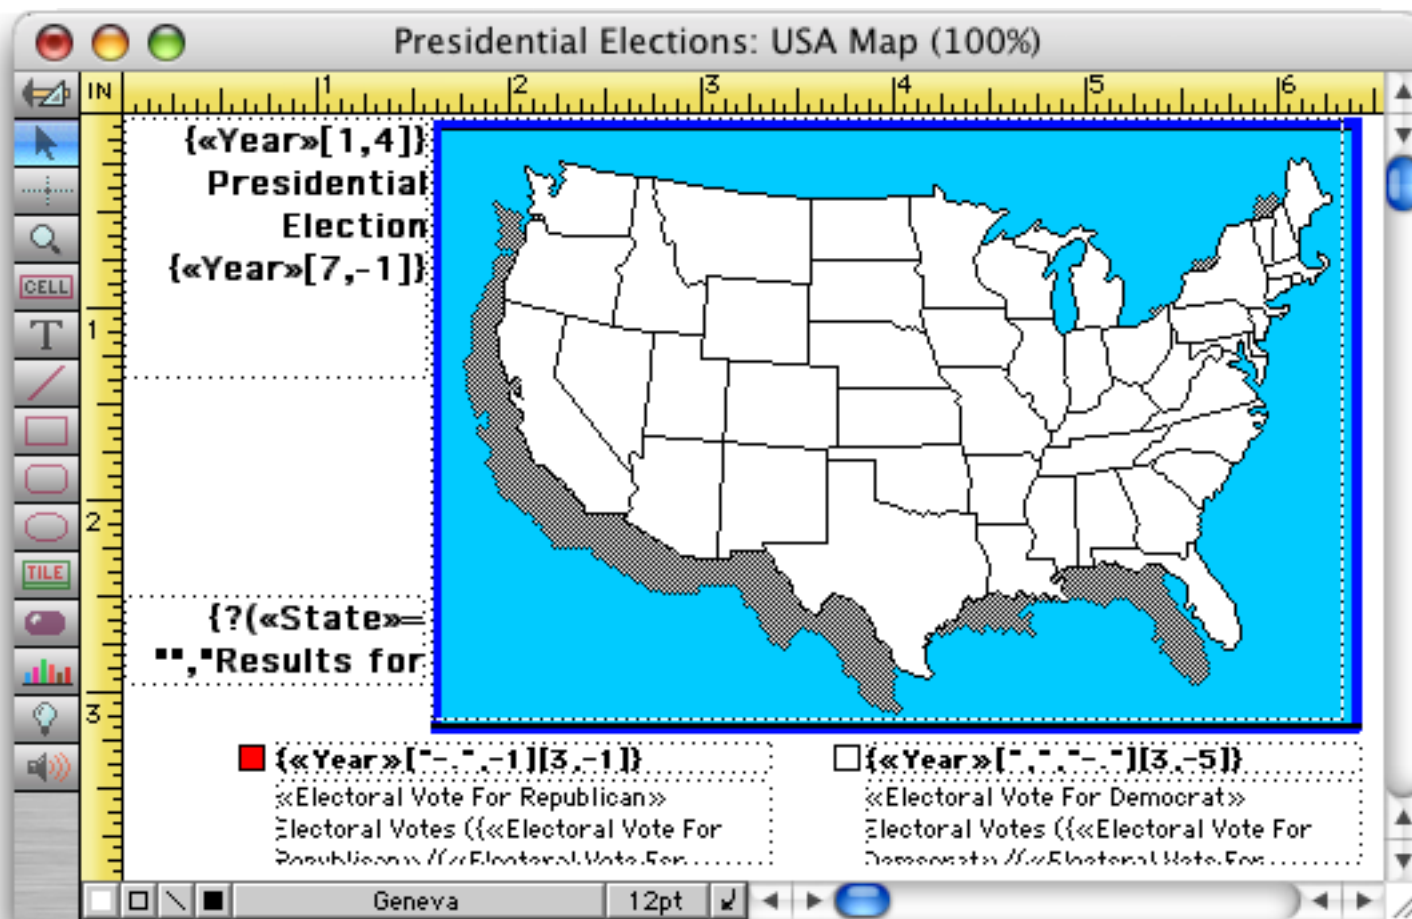 Presidential Elections: USA Map (100%)
IN 1 2 3 4 5 6
{«Year»[1,4]}
Presidential
Election
{«Year»[7,-1]}
CELL
T
1
2
TILE
{?(«State»=
"","Results for
3
{«Year»["-.",-1][3,-1]}
«Electoral Vote For Republican»
Electoral Votes ({«Electoral Vote For
{«Year»[",","-."][3,-5]}
«Electoral Vote For Democrat»
Electoral Votes ({«Electoral Vote For
Geneva 12pt